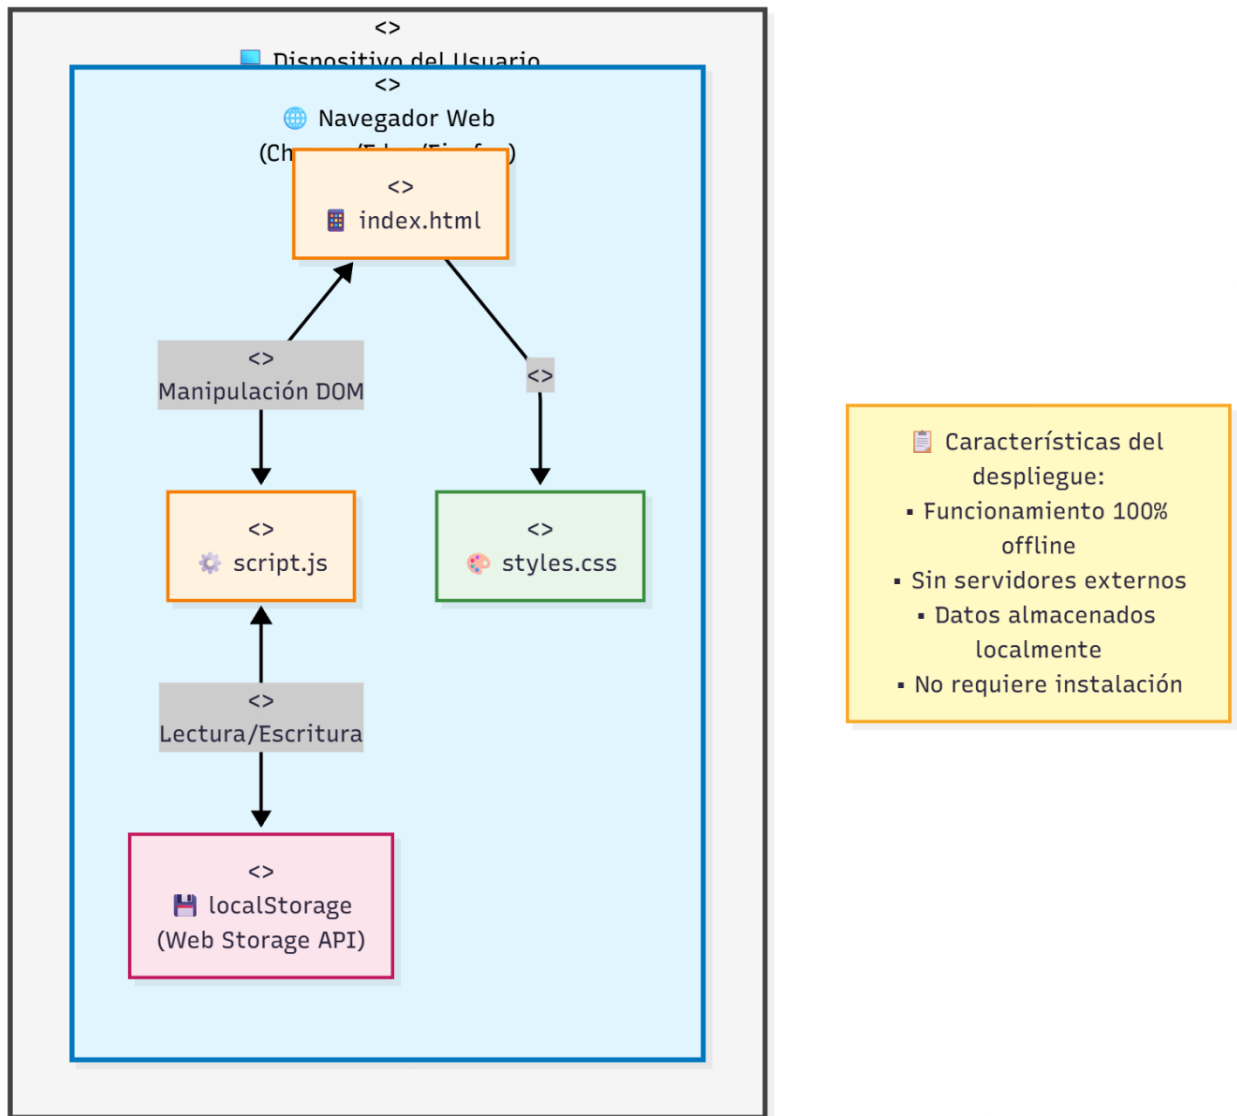 <>
Dispositivo del Usuario
<>
🌐 Navegador Web
<>
index.html
<>
Manipulación DOM
<>
<>
⚙️ script.js
<>
🎨 styles.css
<>
Lectura/Escritura
<>
💾 localStorage
(Web Storage API)
📋 Características del
despliegue:
▪ Funcionamiento 100%
offline
▪ Sin servidores externos
▪ Datos almacenados
localmente
▪ No requiere instalación